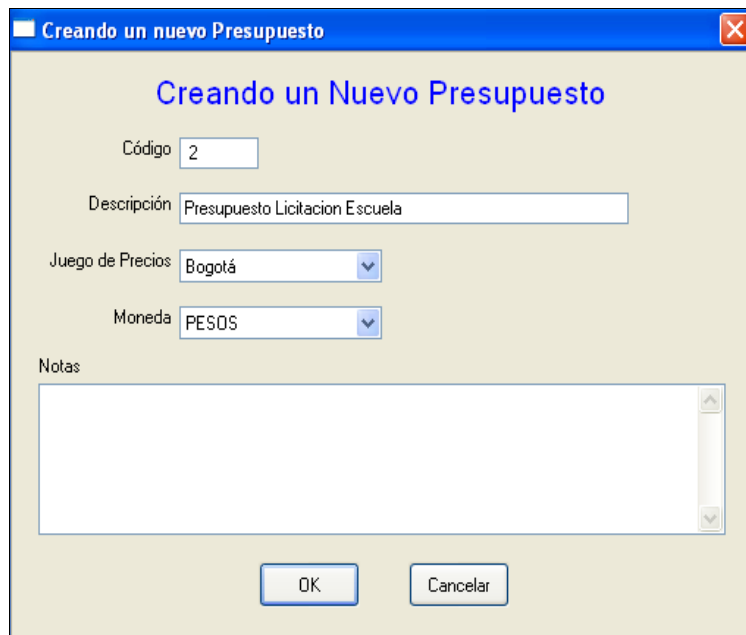 Creando un nuevo Presupuesto
Creando un Nuevo Presupuesto
Código 2
Descripción Presupuesto Licitacion Escuela
Juego de Precios Bogotá
Moneda PESOS
Notas
OK Cancelar